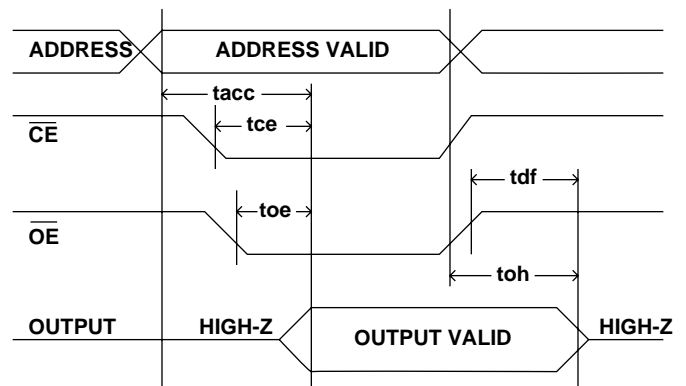 ADDRESS ADDRESS VALID
tacc
tce
CE
tdf
toe
OE
toh
OUTPUT HIGH-Z OUTPUT VALID HIGH-Z